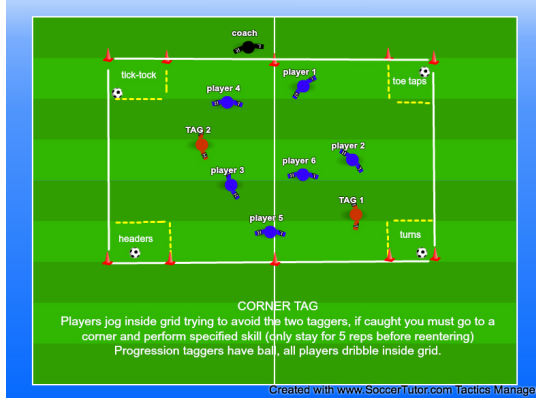 coach
player 1
tick-tock
toe taps
player 4
TAG 2
player 2
player 6
player 3
TAG 1
player 5
headers
turns
CORNER TAG
Players jog inside grid trying to avoid the two taggers, if caught you must go to a
corner and perform specified skill (only stay for 5 reps before reentering)
Progression taggers have ball, all players dribble inside grid.
Created with www.SoccerTutor.com Tactics Manage